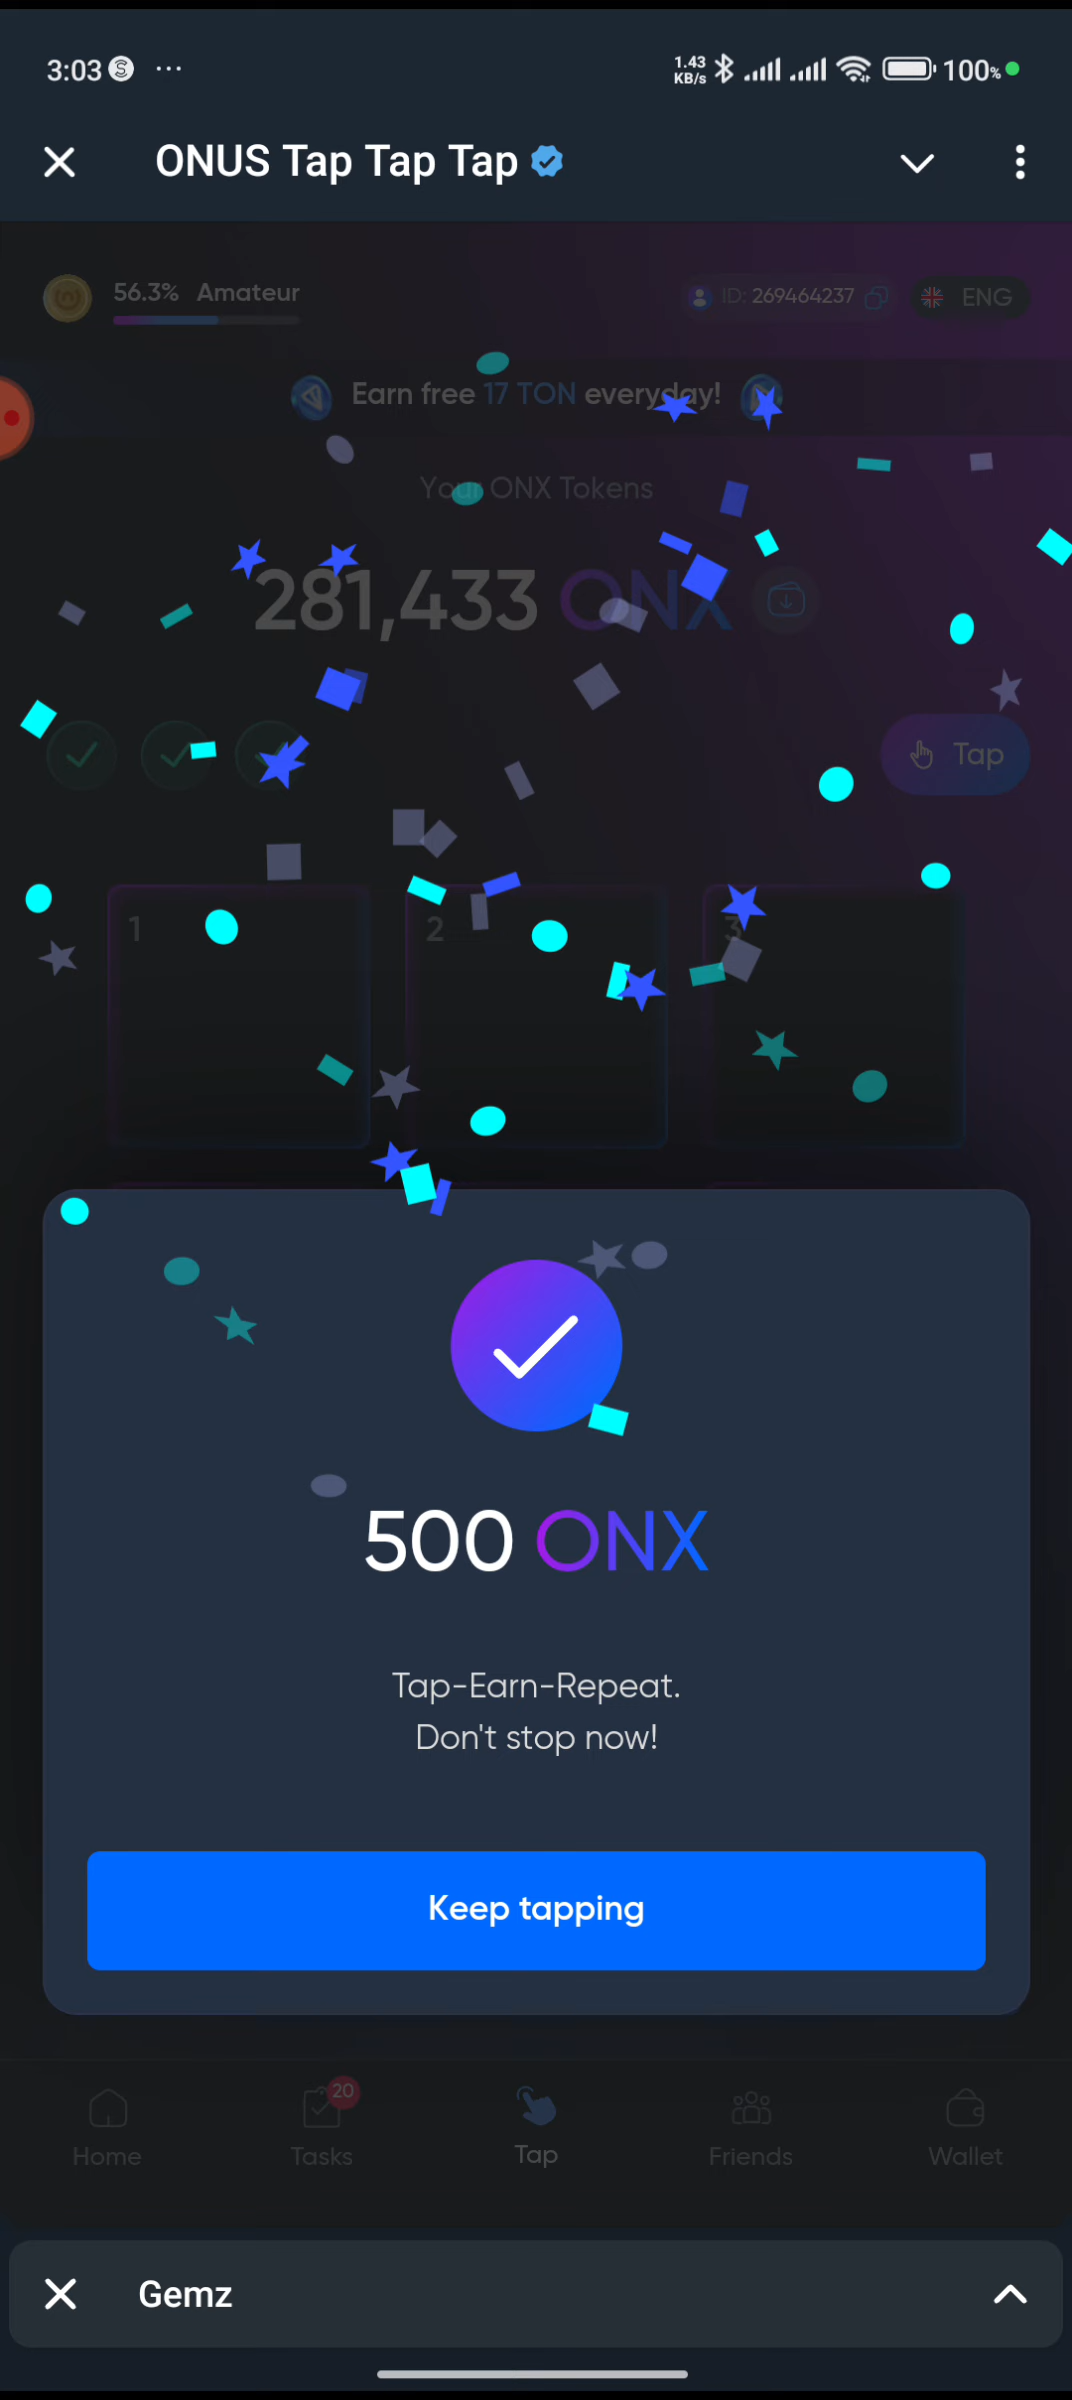 3:03 ... 1.43 KB/s 100%
ONUS Tap Tap Tap
56.3% Amateur ID: 269464237 ENG
Earn free 17 TON everyday!
Your ONX Tokens
281,433 ONX
Tap
1 2 3
500 ONX
Tap-Earn-Repeat.
Don't stop now!
Keep tapping
20
Home Tasks Tap Friends Wallet
Gemz